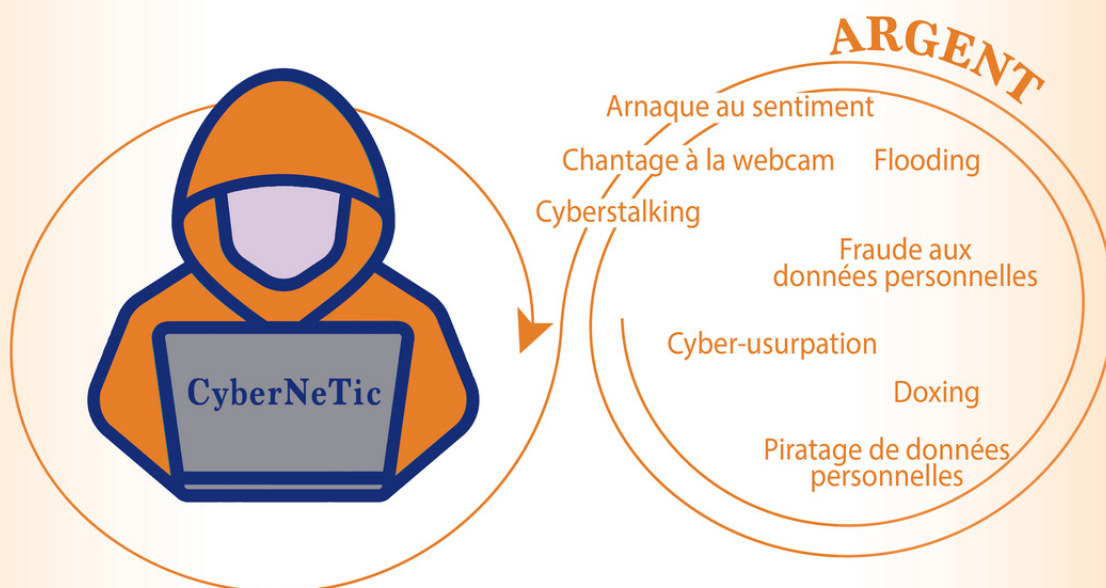 ARGENT
Arnaque au sentiment
Chantage à la webcam
Flooding
Cyberstalking
Fraude aux
données personnelles
Cyber-usurpation
Doxing
Piratage de données
personnelles
CyberNeTic